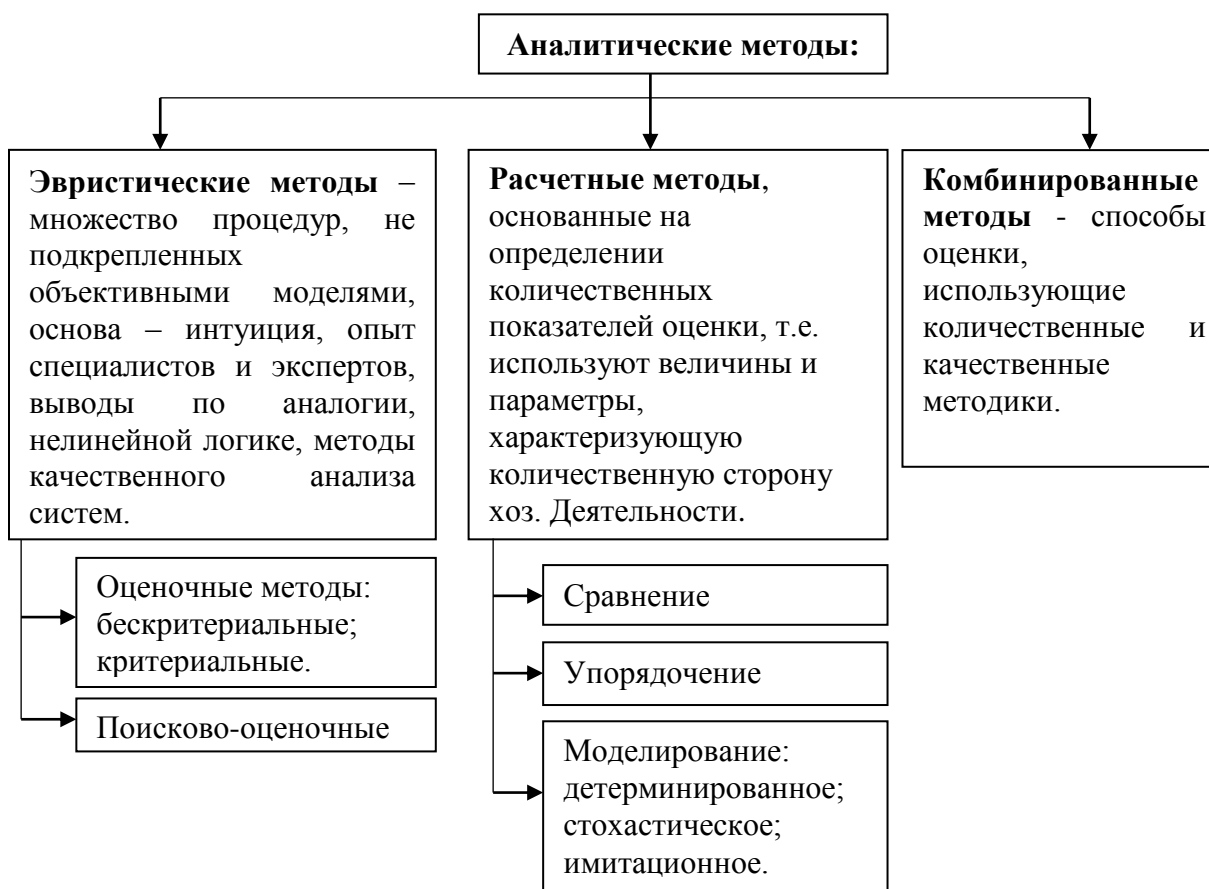 Аналитические методы:
Эвристические методы –
множество процедур, не
подкрепленных
объективными моделями,
основа – интуиция, опыт
специалистов и экспертов,
выводы по аналогии,
нелинейной логике, методы
качественного анализа
систем.
Оценочные методы:
бескритериальные;
критериальные.
Поисково-оценочные
Расчетные методы,
основанные на
определении
количественных
показателей оценки, т.е.
используют величины и
параметры,
характеризующую
количественную сторону
хоз. Деятельности.
Сравнение
Упорядочение
Моделирование:
детерминированное;
стохастическое;
имитационное.
Комбинированные
методы - способы
оценки,
использующие
количественные и
качественные
методики.